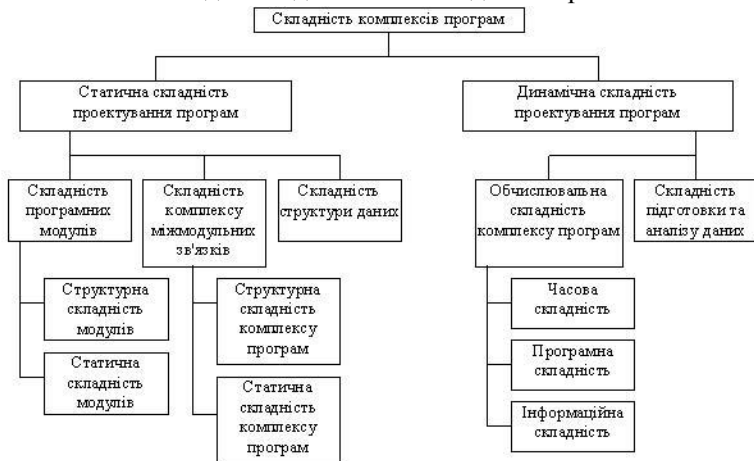 Складність комплексів програм
Статична складність
проектування програм
Динамічна складність
проектування програм
Складність
програмних
модулів
Складність
комплексу
міжмодульних
зв'язків
Складність
структури даних
Обчислювальна
складність
комплексу програм
Складність
підготовки та
аналізу даних
Структурна
складність
модулів
Статична
складність
модулів
Структурна
складність
комплексу
програм
Статична
складність
комплексу
програм
Часова
складність
Програмна
складність
Інформаційна
складність